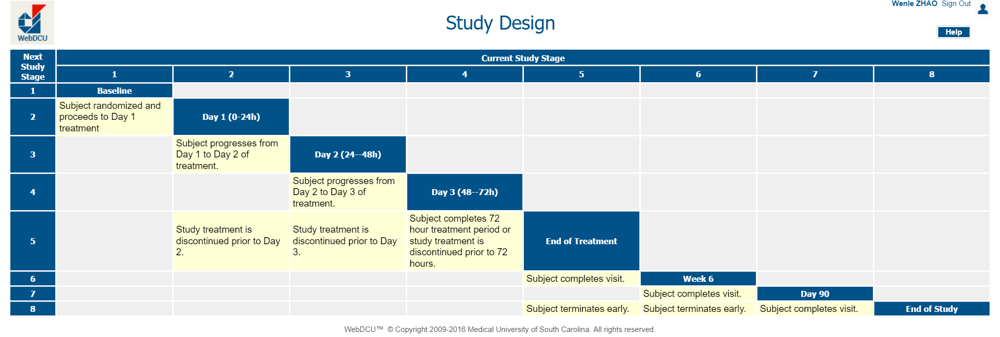 Wenle ZHAO Sign Out
WebDCU
Study Design
Help
Next
Study
Stage
Current Study Stage
1 2 3 4 5 6 7 8
1 Baseline
2
Subject randomized and
proceeds to Day 1
treatment
Day 1 (0-24h)
3
Subject progresses from
Day 1 to Day 2 of
treatment.
Day 2 (24--48h)
4
Subject progresses from
Day 2 to Day 3 of
treatment.
Day 3 (48--72h)
5
Study treatment is
discontinued prior to Day
2.
Study treatment is
discontinued prior to Day
3.
Subject completes 72
hour treatment period or
study treatment is
discontinued prior to 72
hours.
End of Treatment
6 Subject completes visit. Week 6
7 Subject completes visit. Day 90
8 Subject terminates early. Subject terminates early. Subject completes visit. End of Study
WebDCU™ © Copyright 2009-2016 Medical University of South Carolina. All rights reserved.